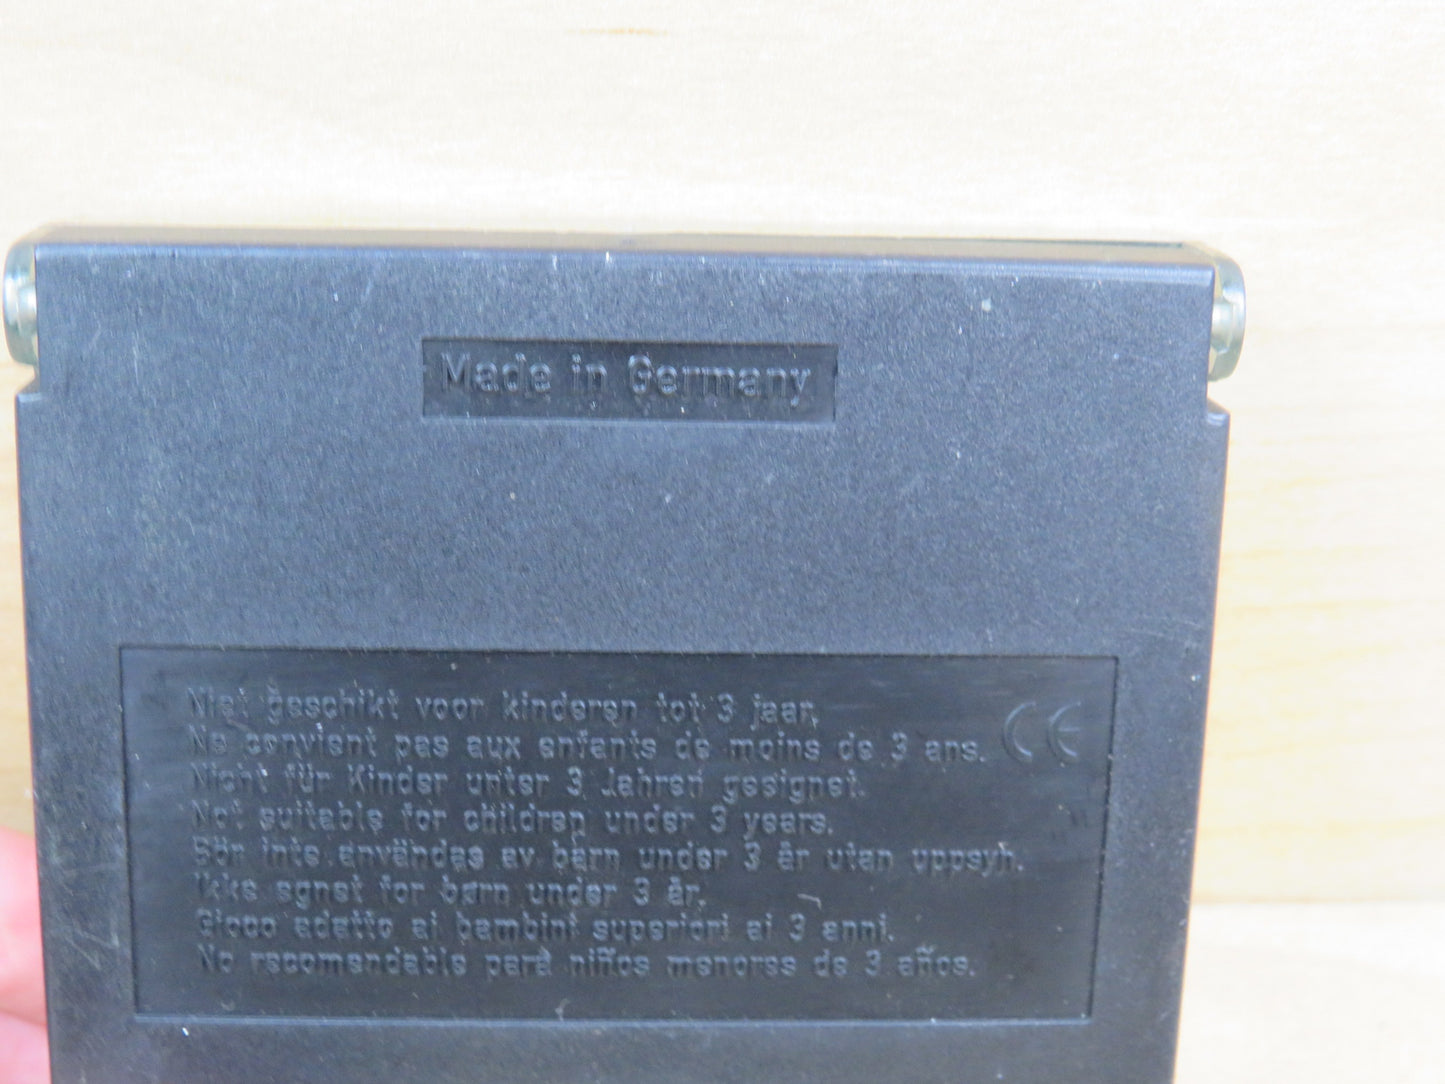 Made in Germany
Niet geschikt voor kinderen tot 3 jaar.
Ne convient pas aux enfants de moins de 3 ans. CE
Nicht für Kinder unter 3 Jahren geeignet.
Not suitable for children under 3 years.
Bör inte användas av barn under 3 år utan uppsyn.
Ikke egnet for børn under 3 år.
Gioco adatto ai bambini superiori ai 3 anni.
No recomendable para niños menores de 3 años.